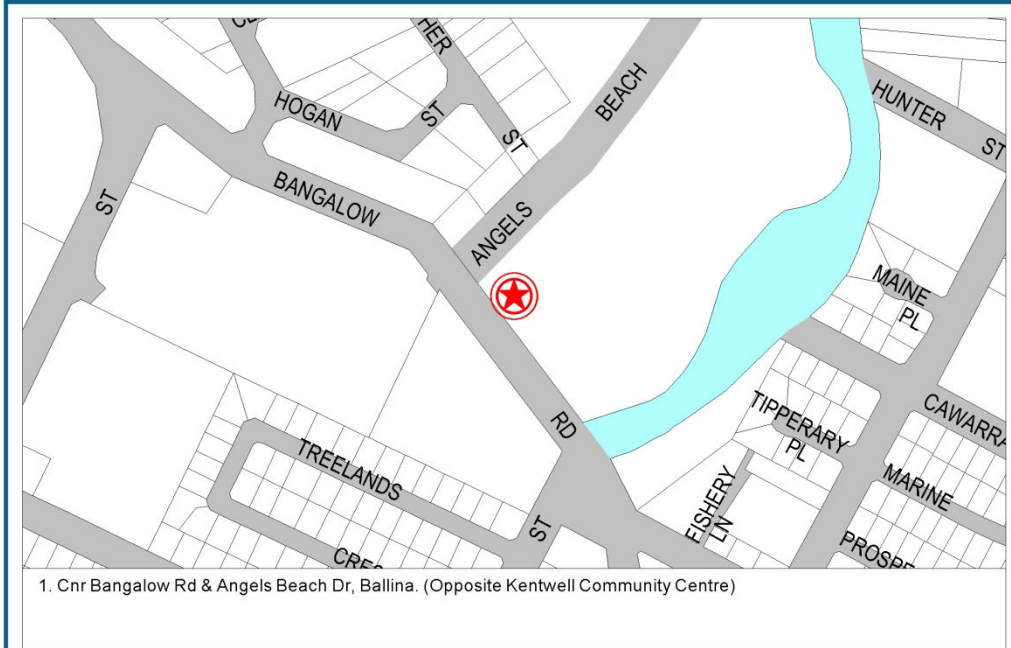 HER
HOGAN
ST
ST
BEACH
HUNTER
ST
BANGALOW
ST
ANGELS
MAINE
PL
RD
TIPPERARY
PL
CAWARRA
TREELANDS
MARINE
FISHERY
LN
ST
CRES
PROSPE
1. Cnr Bangalow Rd & Angels Beach Dr, Ballina. (Opposite Kentwell Community Centre)